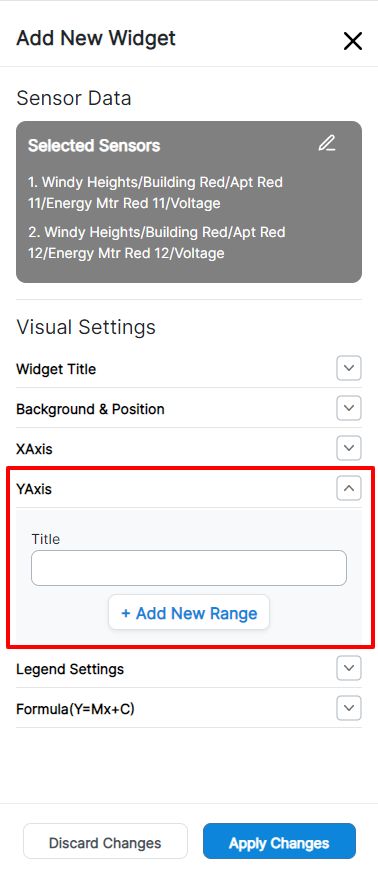 Add New Widget
Sensor Data
Selected Sensors
1. Windy Heights/Building Red/Apt Red
11/Energy Mtr Red 11/Voltage
2. Windy Heights/Building Red/Apt Red
12/Energy Mtr Red 12/Voltage
Visual Settings
Widget Title
Background & Position
XAxis
YAxis
Title
+ Add New Range
Legend Settings
Formula(Y=Mx+C)
Discard Changes
Apply Changes